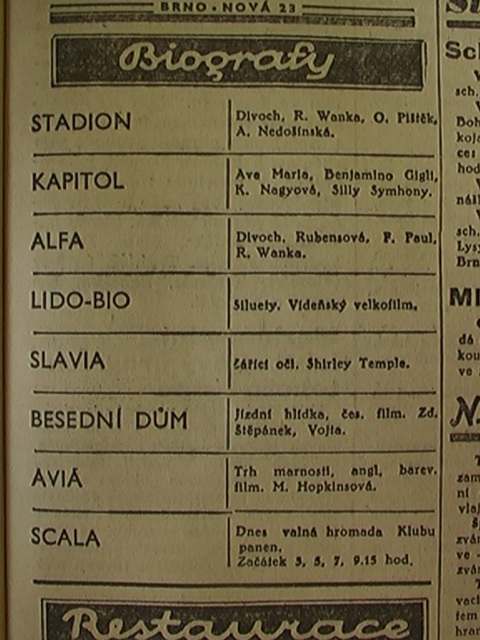 BRNO • NOVÁ 23
Biografy
STADION
Divoch, R. Wanka, O. Pištěk,
A. Nedošínská.
KAPITOL
Ave Maria, Benjamino Gigli,
K. Nagyová, Silly Symhony.
ALFA
Divoch, Rubensová, F. Paul,
R. Wanka.
LIDO-BIO
Siluety. Vídeňský velkofilm.
SLAVIA
Zářící oči. Shirley Temple.
BESEDNÍ DŮM
Jízdní hlídka, čes. film. Zd.
Štěpánek, Vojta.
AVIÁ
Trh marnosti, angl. barev.
film. M. Hopkinsová.
SCALA
Dnes valná hromada Klubu
panen.
Začátek 3, 5, 7, 9.15 hod.
Restaurace